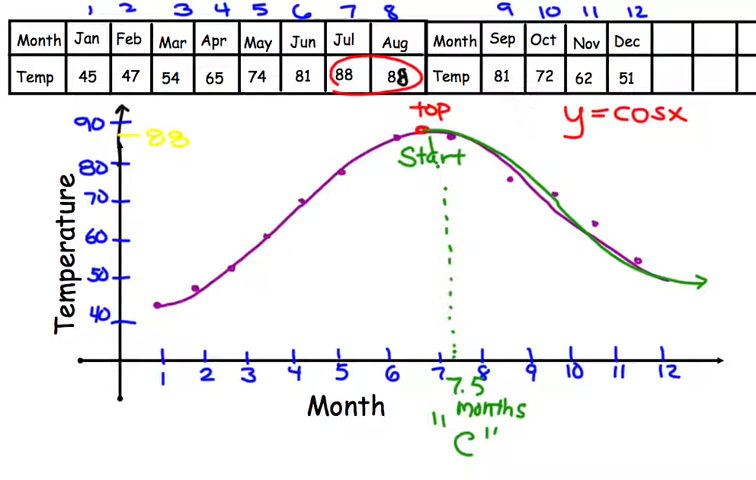 1 2 3 4 5 6 7 8 9 10 11 12
Month Jan Feb Mar Apr May Jun Jul Aug Month Sep Oct Nov Dec
Temp 45 47 54 65 74 81 88 88 Temp 81 72 62 51
top
y = cosx
90
88
Start
80
70
60
50
40
Temperature
1 2 3 4 5 6 7 8 9 10 11 12
7.5
Month
months
"C"